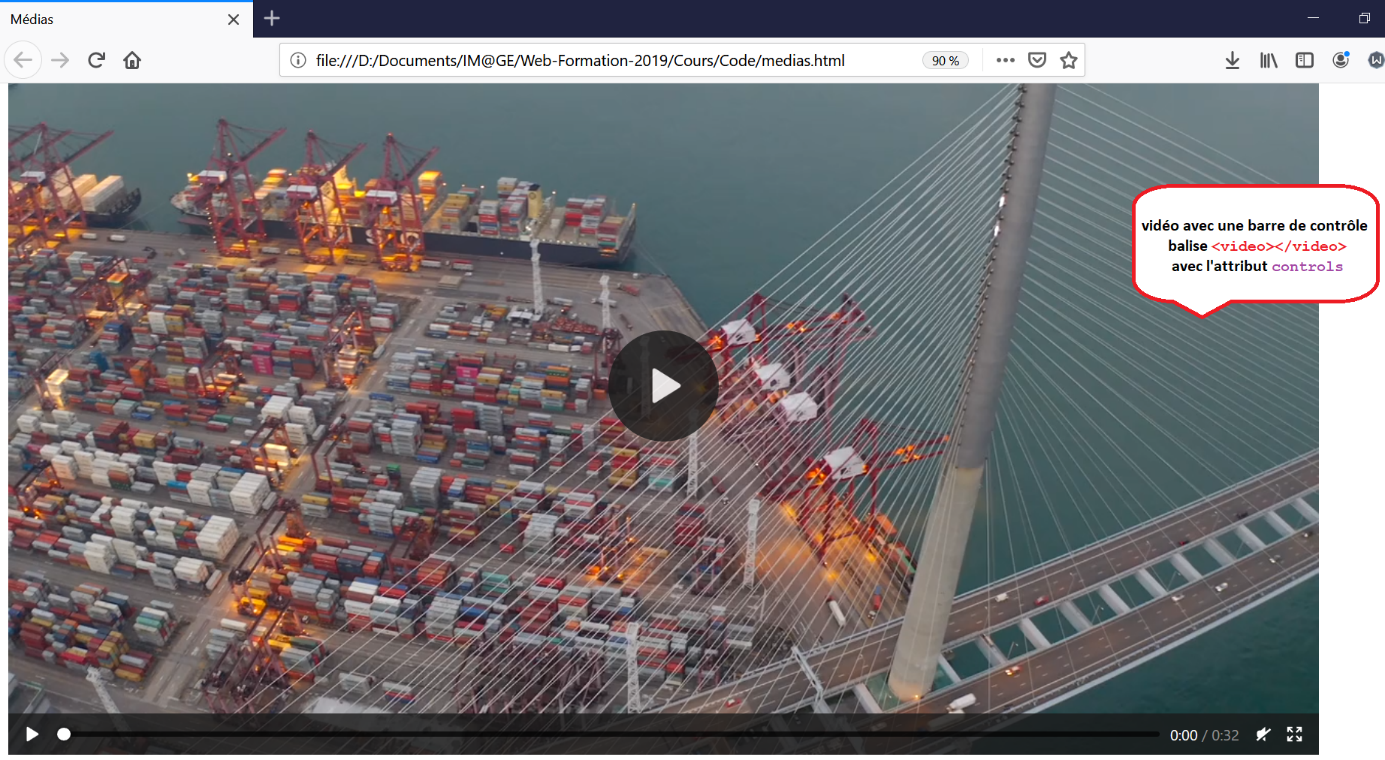 Médias
file:///D:/Documents/IM@GE/Web-Formation-2019/Cours/Code/medias.html
90 %
vidéo avec une barre de contrôle
balise <video></video>
avec l'attribut controls
0:00 / 0:32